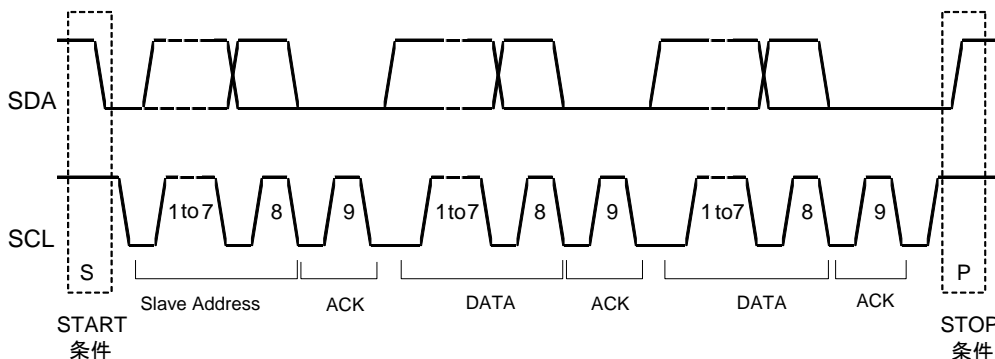 SDA
1 to 7 8 9 1 to 7 8 9 1 to 7 8 9
SCL
S P
Slave Address ACK DATA ACK DATA ACK
START STOP
条件 条件